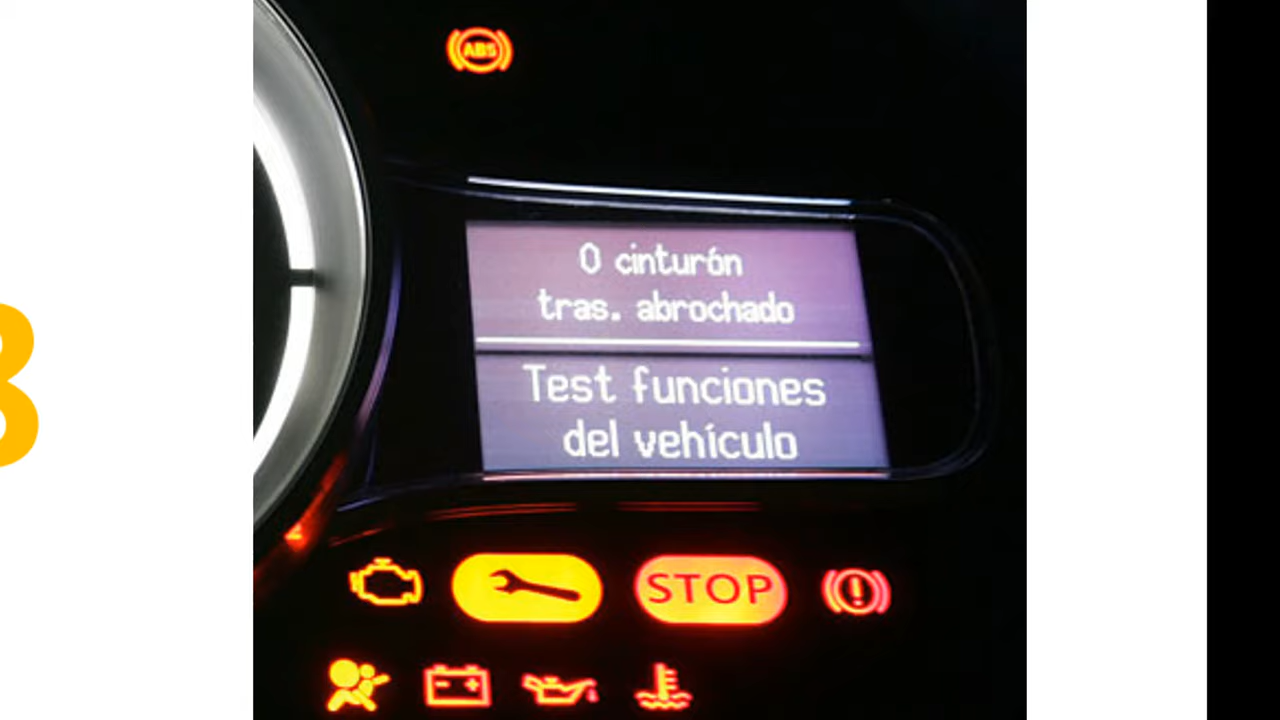 ABS
0 cinturón
tras. abrochado
Test funciones
del vehículo
STOP